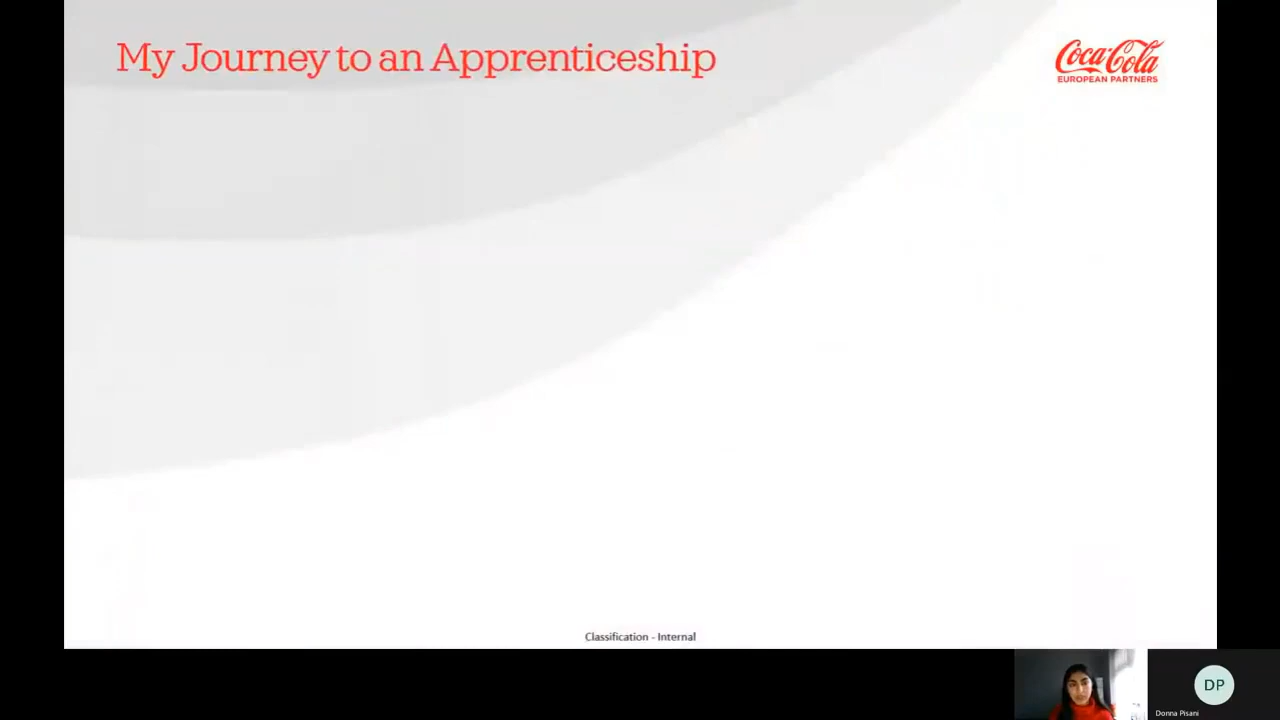 My Journey to an Apprenticeship
Coca-Cola
EUROPEAN PARTNERS
Classification - Internal
DP
Donna Pisani